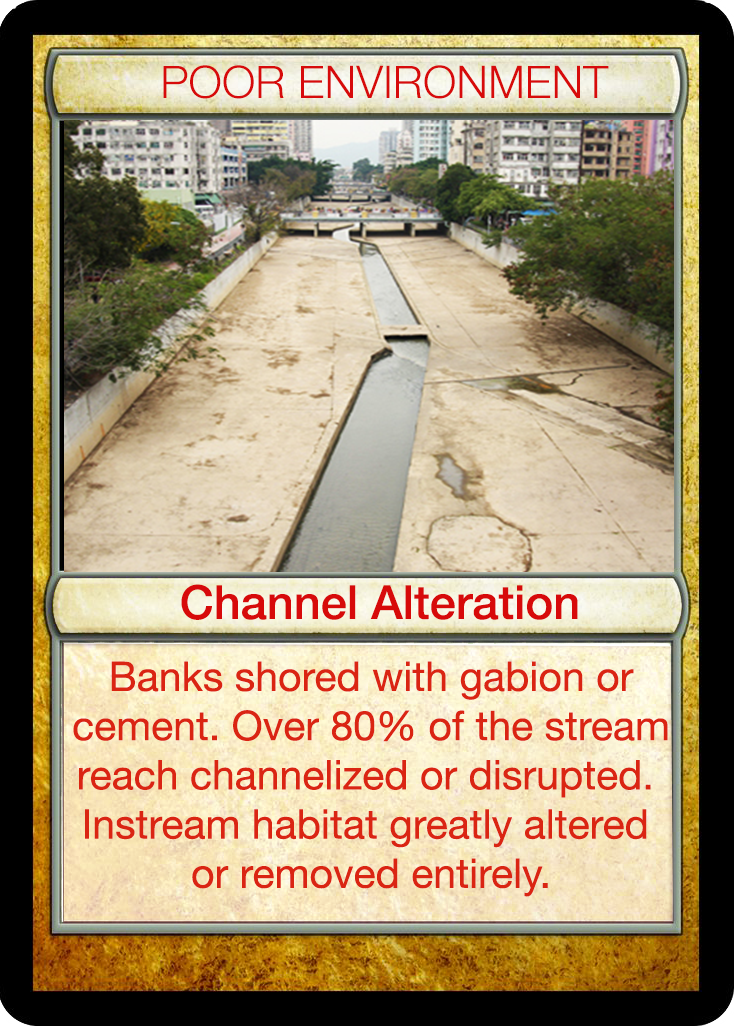 POOR ENVIRONMENT
Channel Alteration
Banks shored with gabion or
cement. Over 80% of the stream
reach channelized or disrupted.
Instream habitat greatly altered
or removed entirely.